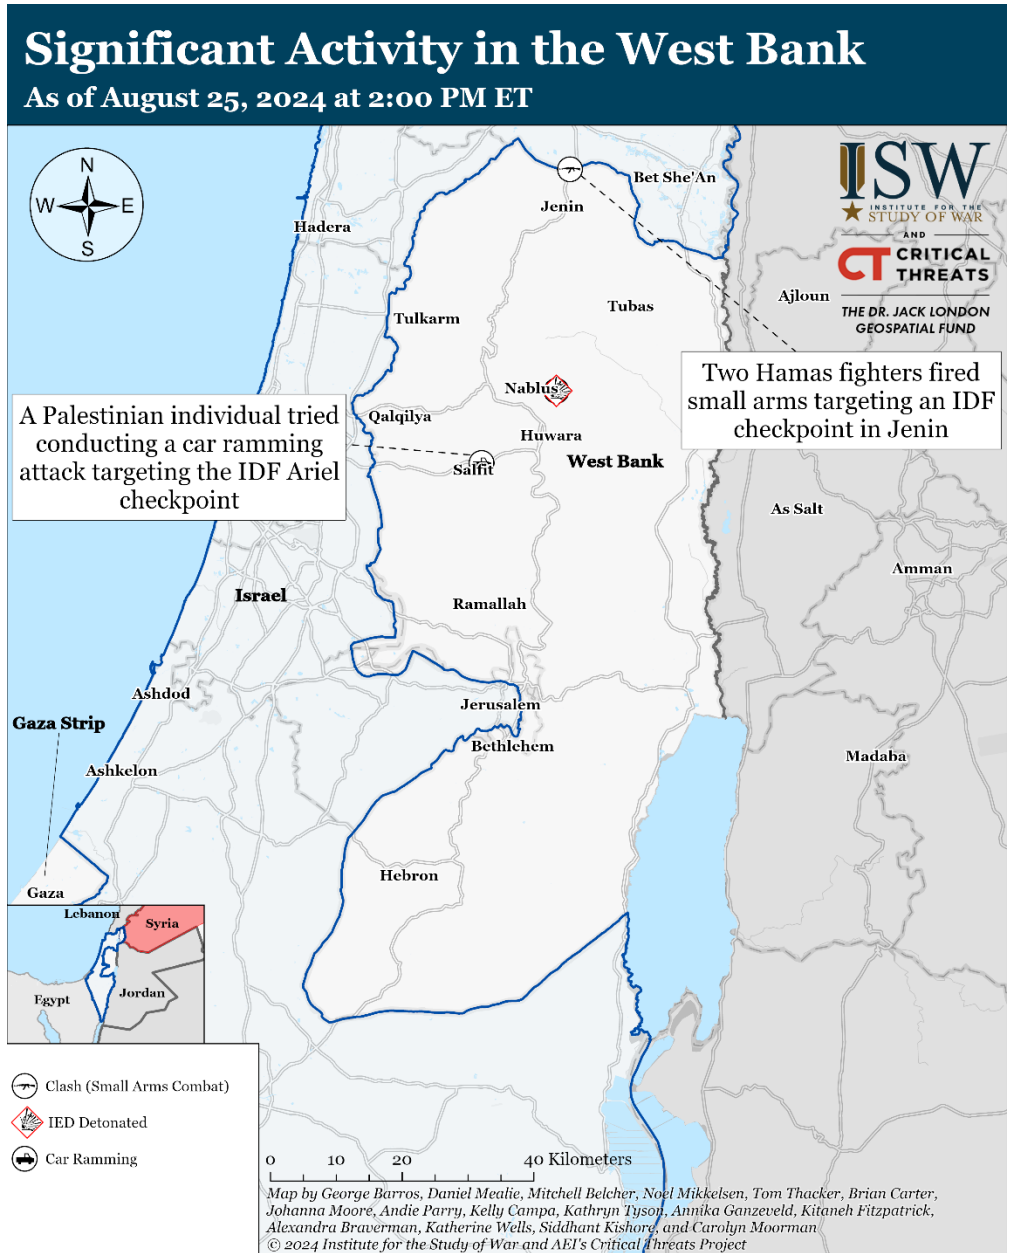 Significant Activity in the West Bank
As of August 25, 2024 at 2:00 PM ET
N
W
E
S
ISW
INSTITUTE FOR THE
STUDY OF WAR
AND
CT CRITICAL
THREATS
THE DR. JACK LONDON
GEOSPATIAL FUND
Bet She'An
Jenin
Hadera
Ajloun
Tubas
Tulkarm
Two Hamas fighters fired
small arms targeting an IDF
checkpoint in Jenin
Nablus
A Palestinian individual tried
conducting a car ramming
attack targeting the IDF Ariel
checkpoint
Qalqilya
Huwara
West Bank
Salfit
As Salt
Amman
Israel
Ramallah
Ashdod
Jerusalem
Gaza Strip
Bethlehem
Madaba
Ashkelon
Hebron
Gaza
Lebanon
Syria
Egypt
Jordan
Clash (Small Arms Combat)
IED Detonated
Car Ramming
0 10 20 40 Kilometers
Map by George Barros, Daniel Mealie, Mitchell Belcher, Noel Mikkelsen, Tom Thacker, Brian Carter,
Johanna Moore, Andie Parry, Kelly Campa, Kathryn Tyson, Annika Ganzeveld, Kitaneh Fitzpatrick,
Alexandra Braverman, Katherine Wells, Siddhant Kishore, and Carolyn Moorman
© 2024 Institute for the Study of War and AEI's Critical Threats Project